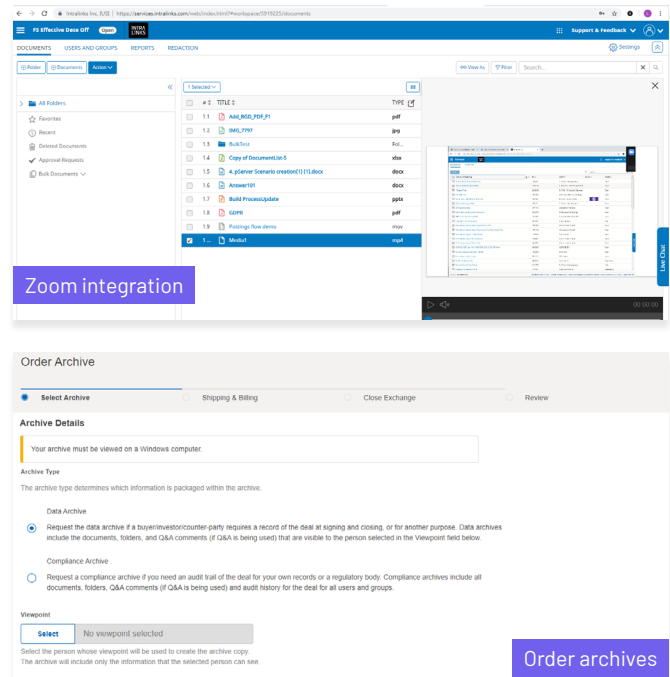 Intralinks Inc. [US] | https://services.intralinks.com/web/index.html?#workspace/5919225/documents
FS Effective Dase Off Open INTRA LINKS Support & Feedback
DOCUMENTS USERS AND GROUPS REPORTS REDACTION Settings
Folder Documents Action View As Filter Search...
1 Selected
All Folders # TITLE TYPE
Favorites 1.1 Add_RGD_PDF_F1 pdf
Recent 1.2 IMG_7797 jpg
Deleted Documents 1.3 BulkTest Fol...
Approval Requests 1.4 Copy of DocumentList-5 xlsx
Bulk Documents 1.5 4. pServer Scenario creation(1) (1).docx docx
1.6 Answer101 docx
1.7 Build ProcessUpdate pptx
1.8 GDPR pdf
1.9 Postings flow demo mov
1.... Media1 mp4
Live Chat
Zoom integration
00:00:00
Order Archive
Select Archive Shipping & Billing Close Exchange Review
Archive Details
Your archive must be viewed on a Windows computer.
Archive Type
The archive type determines which information is packaged within the archive.
Data Archive
Request the data archive if a buyer/investor/counter-party requires a record of the deal at signing and closing, or for another purpose. Data archives
include the documents, folders, and Q&A comments (if Q&A is being used) that are visible to the person selected in the Viewpoint field below.
Compliance Archive
Request a compliance archive if you need an audit trail of the deal for your own records or a regulatory body. Compliance archives include all
documents, folders, Q&A comments (if Q&A is being used) and audit history for the deal for all users and groups.
Viewpoint
Select No viewpoint selected
Select the person whose viewpoint will be used to create the archive copy.
The archive will include only the information that the selected person can see.
Order archives